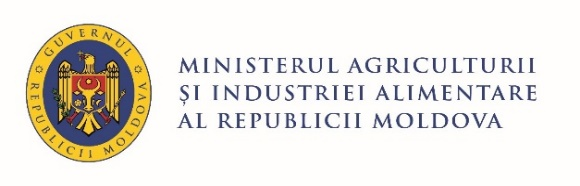 GUVERNUL
REPUBLICII MOLDOVA
MINISTERUL AGRICULTURII
ȘI INDUSTRIEI ALIMENTARE
AL REPUBLICII MOLDOVA